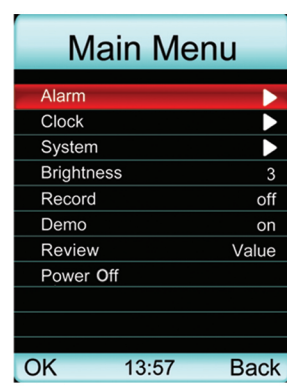 Main Menu
Alarm
Clock
System
Brightness 3
Record off
Demo on
Review Value
Power Off
OK 13:57 Back